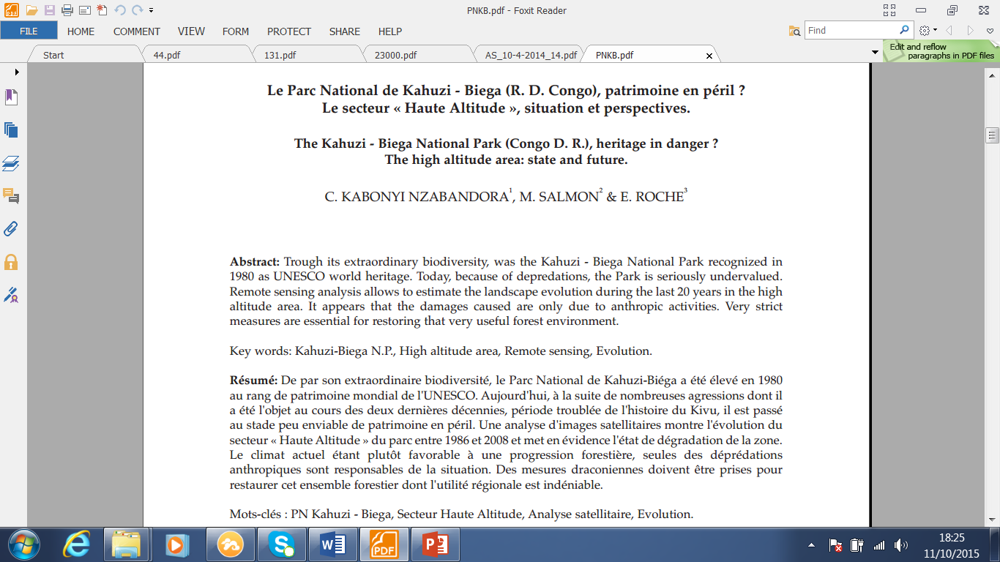 PNKB.pdf - Foxit Reader
FILE HOME COMMENT VIEW FORM PROTECT SHARE HELP Find
Start 44.pdf 131.pdf 23000.pdf AS_10-4-2014_14.pdf PNKB.pdf
Edit and reflow
paragraphs in PDF files
Le Parc National de Kahuzi - Biega (R. D. Congo), patrimoine en péril ?
Le secteur « Haute Altitude », situation et perspectives.
The Kahuzi - Biega National Park (Congo D. R.), heritage in danger ?
The high altitude area: state and future.
C. KABONYI NZABANDORA1, M. SALMON2 & E. ROCHE3
Abstract: Trough its extraordinary biodiversity, was the Kahuzi - Biega National Park recognized in
1980 as UNESCO world heritage. Today, because of depredations, the Park is seriously undervalued.
Remote sensing analysis allows to estimate the landscape evolution during the last 20 years in the high
altitude area. It appears that the damages caused are only due to anthropic activities. Very strict
measures are essential for restoring that very useful forest environment.
Key words: Kahuzi-Biega N.P., High altitude area, Remote sensing, Evolution.
Résumé: De par son extraordinaire biodiversité, le Parc National de Kahuzi-Biéga a été élevé en 1980
au rang de patrimoine mondial de l'UNESCO. Aujourd'hui, à la suite de nombreuses agressions dont il
a été l'objet au cours des deux dernières décennies, période troublée de l'histoire du Kivu, il est passé
au stade peu enviable de patrimoine en péril. Une analyse d'images satellitaires montre l'évolution du
secteur « Haute Altitude » du parc entre 1986 et 2008 et met en évidence l'état de dégradation de la zone.
Le climat actuel étant plutôt favorable à une progression forestière, seules des déprédations
anthropiques sont responsables de la situation. Des mesures draconiennes doivent être prises pour
restaurer cet ensemble forestier dont l'utilité régionale est indéniable.
Mots-clés : PN Kahuzi - Biega, Secteur Haute Altitude, Analyse satellitaire, Evolution.
PDF
18:25
11/10/2015